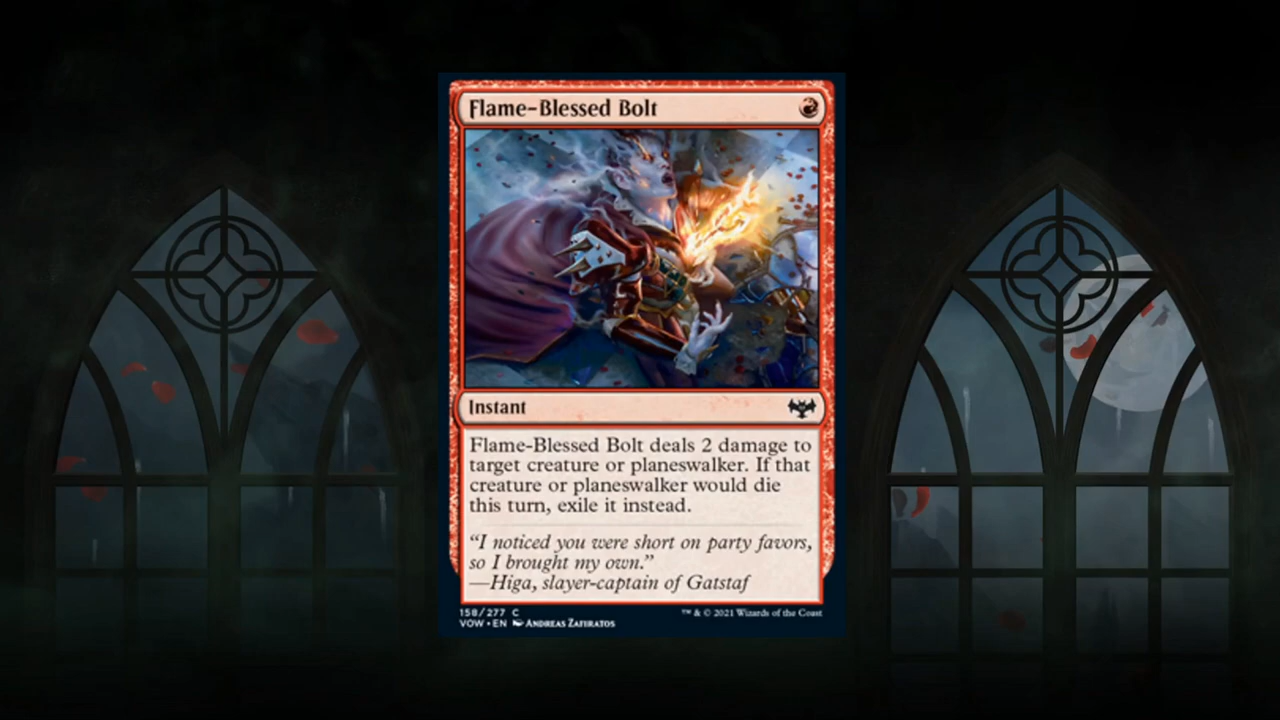 Flame-Blessed Bolt
Instant
Flame-Blessed Bolt deals 2 damage to
target creature or planeswalker. If that
creature or planeswalker would die
this turn, exile it instead.
“I noticed you were short on party favors,
so I brought my own.”
—Higa, slayer-captain of Gatstaf
158/277 C
™ & © 2021 Wizards of the Coast
VOW • EN Andreas Zafiratos